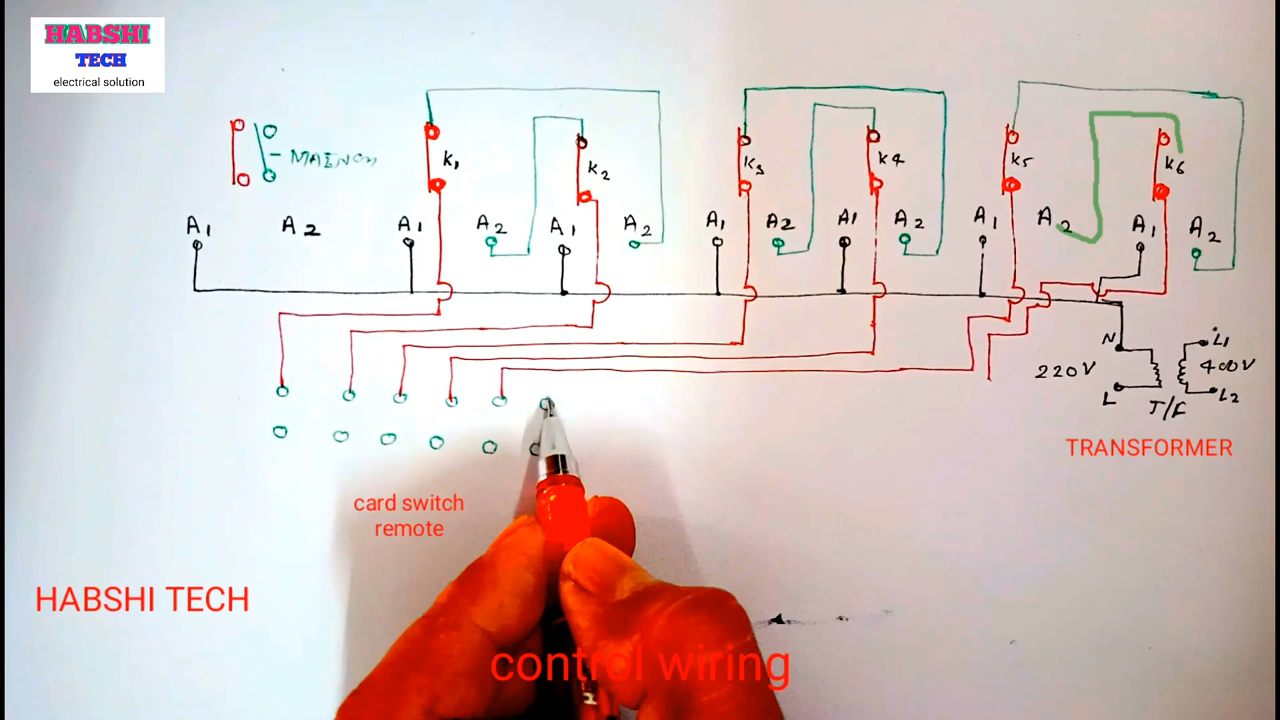 HABSHI
TECH
electrical solution
MAINCON
K1
K2
K3
K4
K5
K6
A1 A2 A1 A2 A1 A2 A1 A2 A1 A2 A1 A2 A1 A2
N
L1
220V
400V
L
T/F
L2
TRANSFORMER
card switch
remote
HABSHI TECH
control wiring